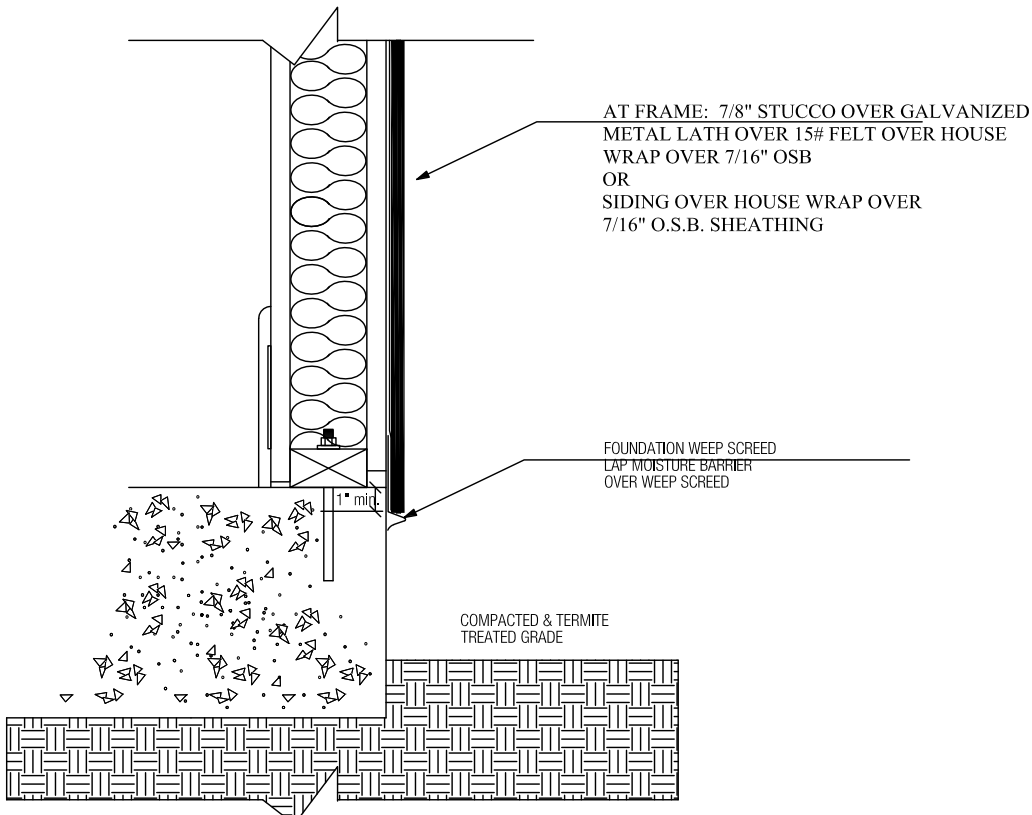 AT FRAME: 7/8" STUCCO OVER GALVANIZED
METAL LATH OVER 15# FELT OVER HOUSE
WRAP OVER 7/16" OSB
OR
SIDING OVER HOUSE WRAP OVER
7/16" O.S.B. SHEATHING
FOUNDATION WEEP SCREED
LAP MOISTURE BARRIER
OVER WEEP SCREED
1" min.
COMPACTED & TERMITE
TREATED GRADE